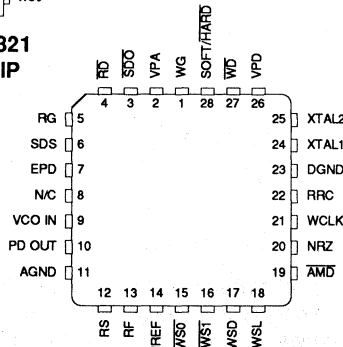 321
IP
RD
SDO
VPA
WG
SOFT/HARD
WD
VPD
4 3 2 1 28 27 26
RG 5
SDS 6
EPD 7
N/C 8
VCO IN 9
PD OUT 10
AGND 11
25 XTAL2
24 XTAL1
23 DGND
22 RRC
21 WCLK
20 NRZ
19 AMD
12 13 14 15 16 17 18
RS
RF
REF
WS0
WS1
WSD
WSL